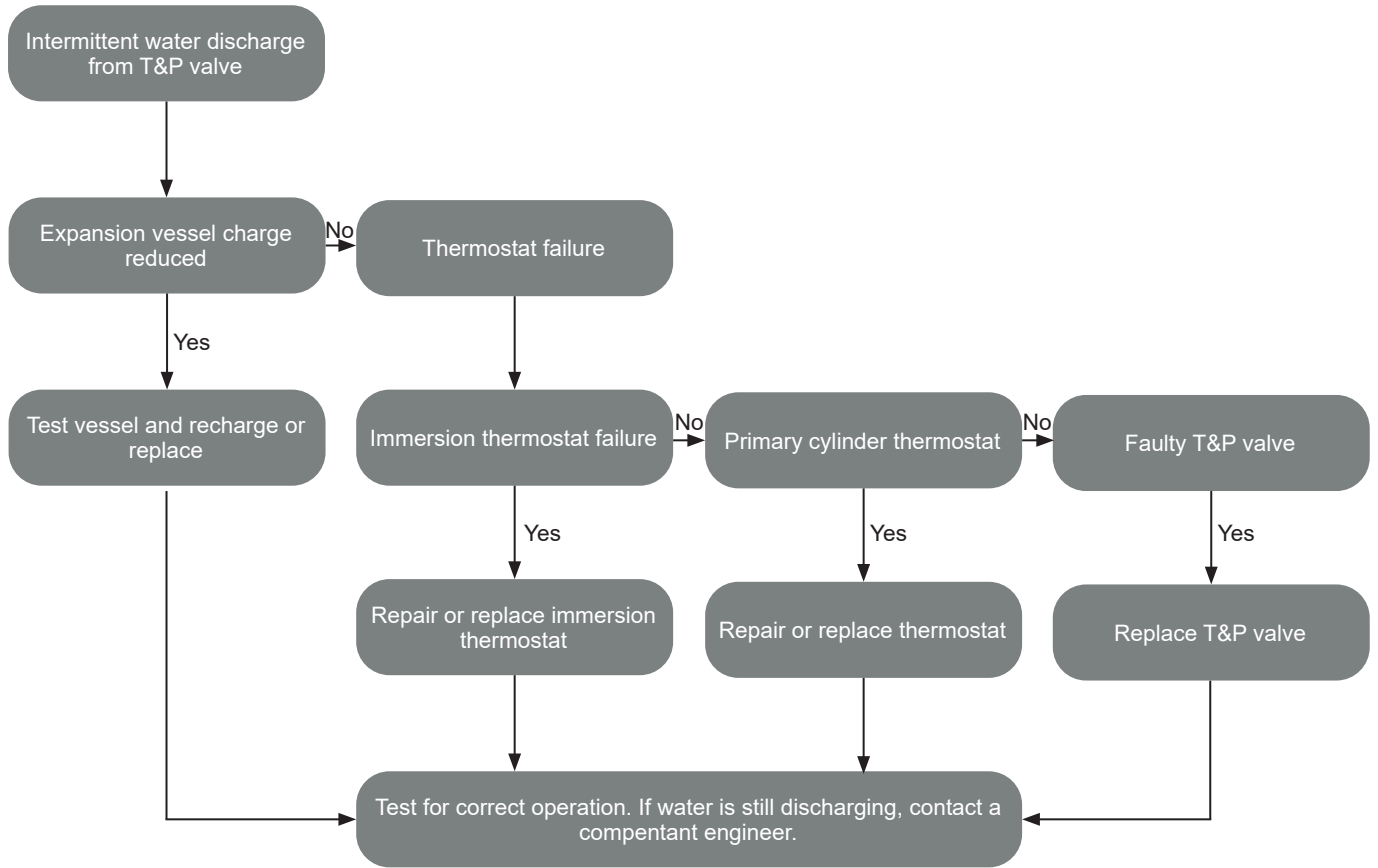 Intermittent water discharge
from T&P valve
Expansion vessel charge
reduced
No
Thermostat failure
Yes
Test vessel and recharge or
replace
Immersion thermostat failure
No
Primary cylinder thermostat
No
Faulty T&P valve
Yes
Yes
Yes
Repair or replace immersion
thermostat
Repair or replace thermostat
Replace T&P valve
Test for correct operation. If water is still discharging, contact a
compentant engineer.